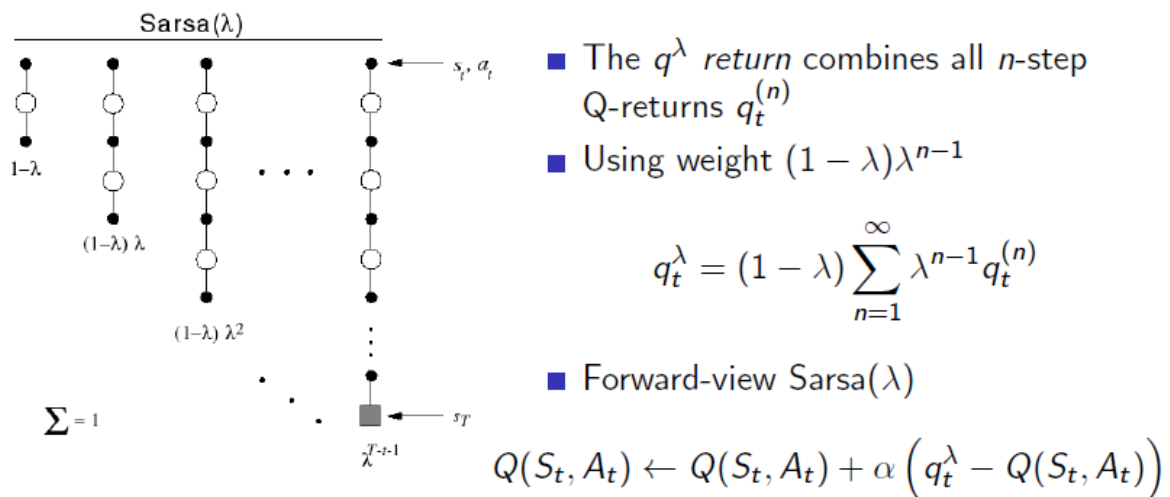 Sarsa(λ)
s_t, a_t
1−λ
(1−λ) λ
(1−λ) λ²
Σ = 1
s_T
λ^{T-t-1}
■ The q^λ return combines all n-step
Q-returns q_t^{(n)}
■ Using weight (1 − λ)λ^{n−1}
q_t^λ = (1 − λ) \sum_{n=1}^{∞} λ^{n−1} q_t^{(n)}
■ Forward-view Sarsa(λ)
Q(S_t, A_t) ← Q(S_t, A_t) + α (q_t^λ − Q(S_t, A_t))